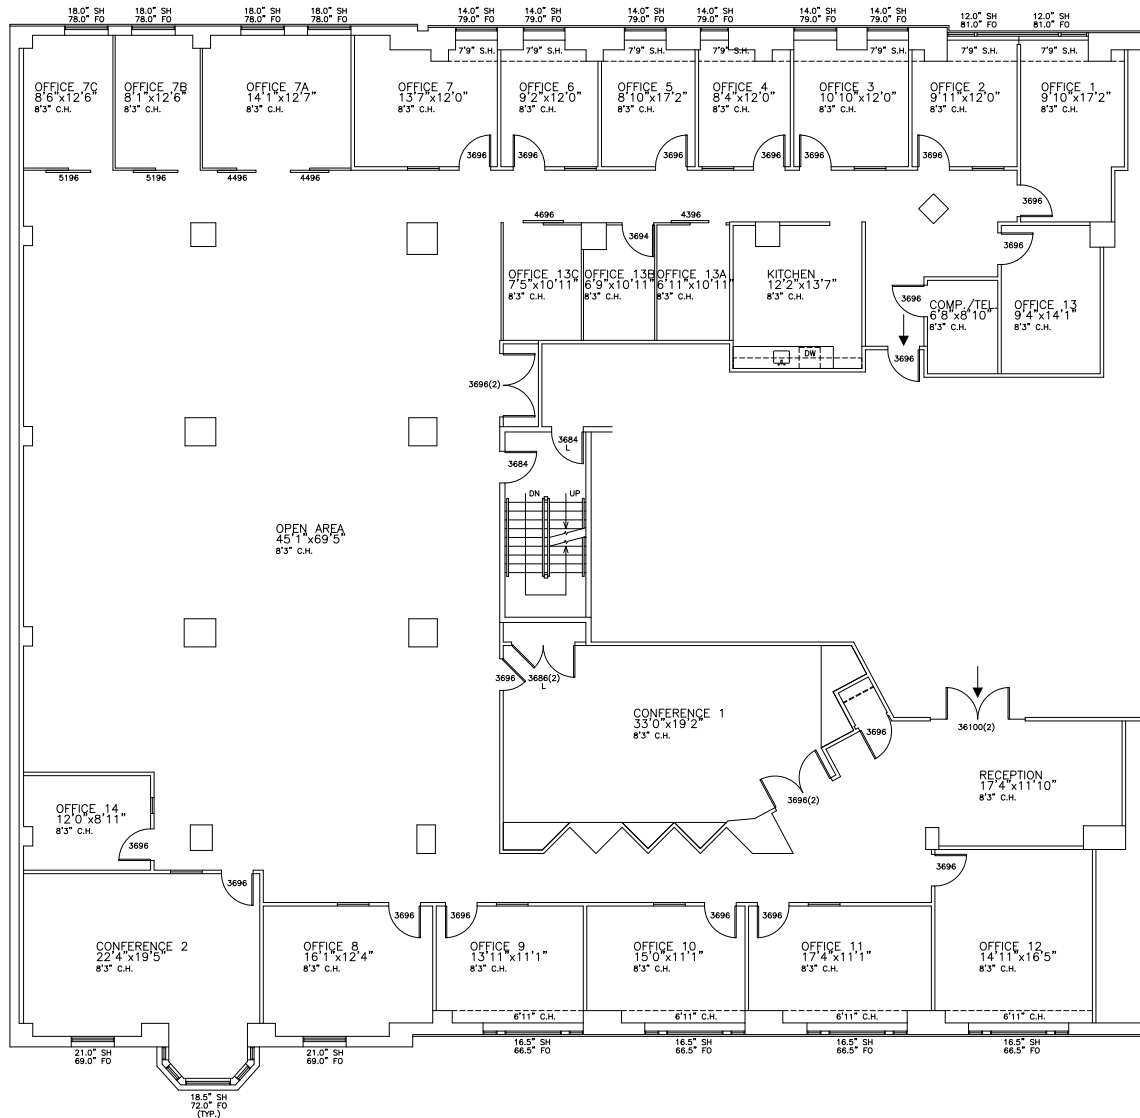 18.0" SH
78.0" FO
18.0" SH
78.0" FO
18.0" SH
78.0" FO
18.0" SH
78.0" FO
14.0" SH
79.0" FO
14.0" SH
79.0" FO
14.0" SH
79.0" FO
14.0" SH
79.0" FO
14.0" SH
79.0" FO
14.0" SH
79.0" FO
12.0" SH
81.0" FO
12.0" SH
81.0" FO
7'9" S.H.
7'9" S.H.
7'9" S.H.
7'9" S.H.
7'9" S.H.
7'9" S.H.
7'9" S.H.
OFFICE 7C
8'6"x12'6"
8'3" C.H.
OFFICE 7B
8'1"x12'6"
8'3" C.H.
OFFICE 7A
14'1"x12'7"
8'3" C.H.
OFFICE 7
13'7"x12'0"
8'3" C.H.
OFFICE 6
9'2"x12'0"
8'3" C.H.
OFFICE 5
8'10"x17'2"
8'3" C.H.
OFFICE 4
8'4"x12'0"
8'3" C.H.
OFFICE 3
10'10"x12'0"
8'3" C.H.
OFFICE 2
9'11"x12'0"
8'3" C.H.
OFFICE 1
9'10"x17'2"
8'3" C.H.
3696
3696
3696
3696
3696
3696
5196
5196
4496
4496
3696
4696
3694
4396
3696
OFFICE 13C
7'5"x10'11"
8'3" C.H.
OFFICE 13B
6'9"x10'11"
8'3" C.H.
OFFICE 13A
6'11"x10'11"
8'3" C.H.
KITCHEN
12'2"x13'7"
8'3" C.H.
3696
COMP./TEL.
6'8"x8'10"
8'3" C.H.
OFFICE 13
9'4"x14'1"
8'3" C.H.
DW
3696
3696(2)
3684
L
3684
DN
UP
OPEN AREA
45'1"x69'5"
8'3" C.H.
3696
3686(2)
L
CONFERENCE 1
33'0"x19'2"
8'3" C.H.
3696
36100(2)
RECEPTION
17'4"x11'10"
8'3" C.H.
3696(2)
OFFICE 14
12'0"x8'11"
8'3" C.H.
3696
3696
3696
3696
3696
3696
3696
CONFERENCE 2
22'4"x19'5"
8'3" C.H.
OFFICE 8
16'1"x12'4"
8'3" C.H.
OFFICE 9
13'11"x11'1"
8'3" C.H.
OFFICE 10
15'0"x11'1"
8'3" C.H.
OFFICE 11
17'4"x11'1"
8'3" C.H.
OFFICE 12
14'11"x16'5"
8'3" C.H.
6'11" C.H.
6'11" C.H.
6'11" C.H.
6'11" C.H.
21.0" SH
69.0" FO
21.0" SH
69.0" FO
16.5" SH
66.5" FO
16.5" SH
66.5" FO
16.5" SH
66.5" FO
16.5" SH
66.5" FO
18.5" SH
72.0" FO
(TYP.)